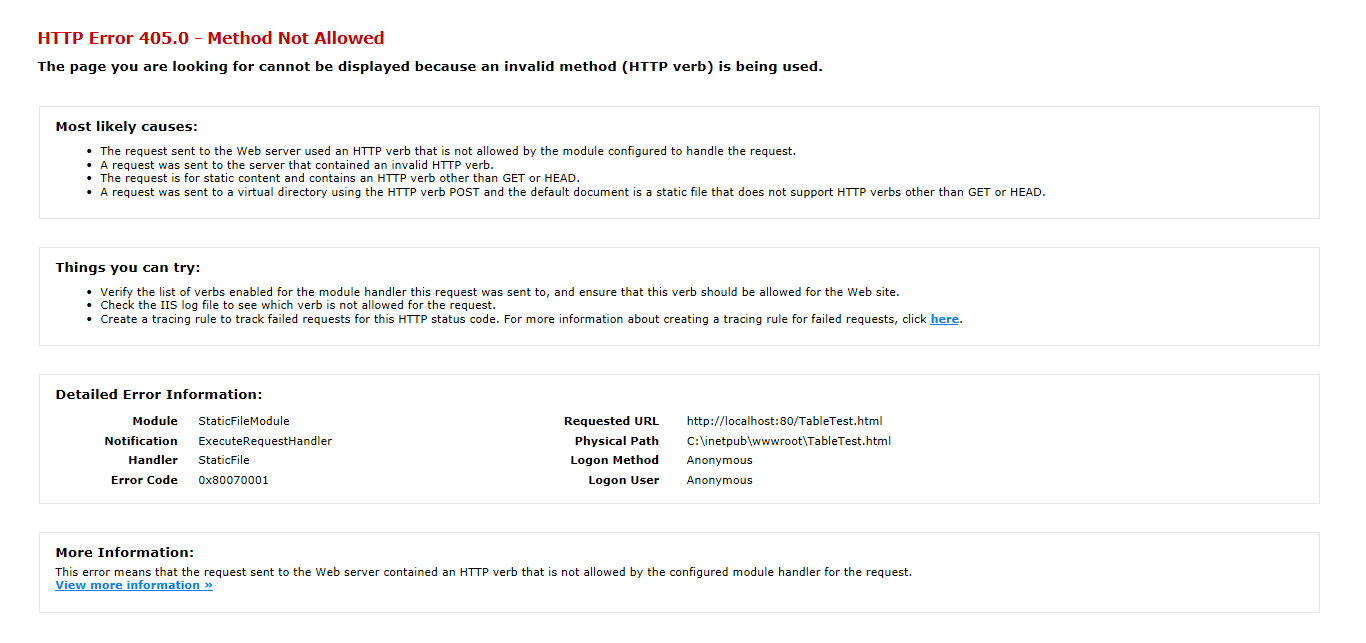 HTTP Error 405.0 - Method Not Allowed
The page you are looking for cannot be displayed because an invalid method (HTTP verb) is being used.
Most likely causes:
• The request sent to the Web server used an HTTP verb that is not allowed by the module configured to handle the request.
• A request was sent to the server that contained an invalid HTTP verb.
• The request is for static content and contains an HTTP verb other than GET or HEAD.
• A request was sent to a virtual directory using the HTTP verb POST and the default document is a static file that does not support HTTP verbs other than GET or HEAD.
Things you can try:
• Verify the list of verbs enabled for the module handler this request was sent to, and ensure that this verb should be allowed for the Web site.
• Check the IIS log file to see which verb is not allowed for the request.
• Create a tracing rule to track failed requests for this HTTP status code. For more information about creating a tracing rule for failed requests, click here.
Detailed Error Information:
Module StaticFileModule
Notification ExecuteRequestHandler
Handler StaticFile
Error Code 0x80070001
Requested URL http://localhost:80/TableTest.html
Physical Path C:\inetpub\wwwroot\TableTest.html
Logon Method Anonymous
Logon User Anonymous
More Information:
This error means that the request sent to the Web server contained an HTTP verb that is not allowed by the configured module handler for the request.
View more information »